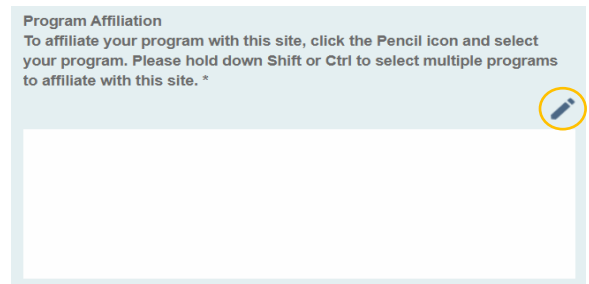 Program Affiliation
To affiliate your program with this site, click the Pencil icon and select
your program. Please hold down Shift or Ctrl to select multiple programs
to affiliate with this site. *